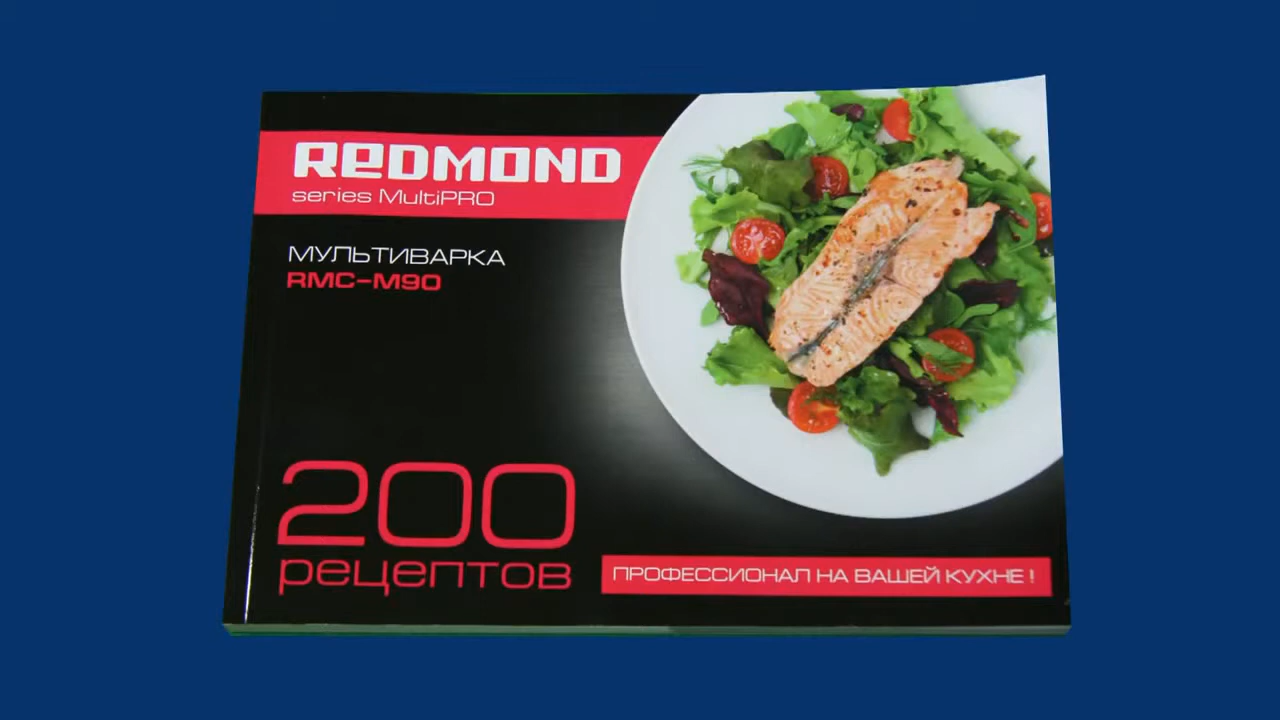 REDMOND
series MultiPRO
МУЛЬТИВАРКА
RMC-M90
200
рецептов
ПРОФЕССИОНАЛ НА ВАШЕЙ КУХНЕ !